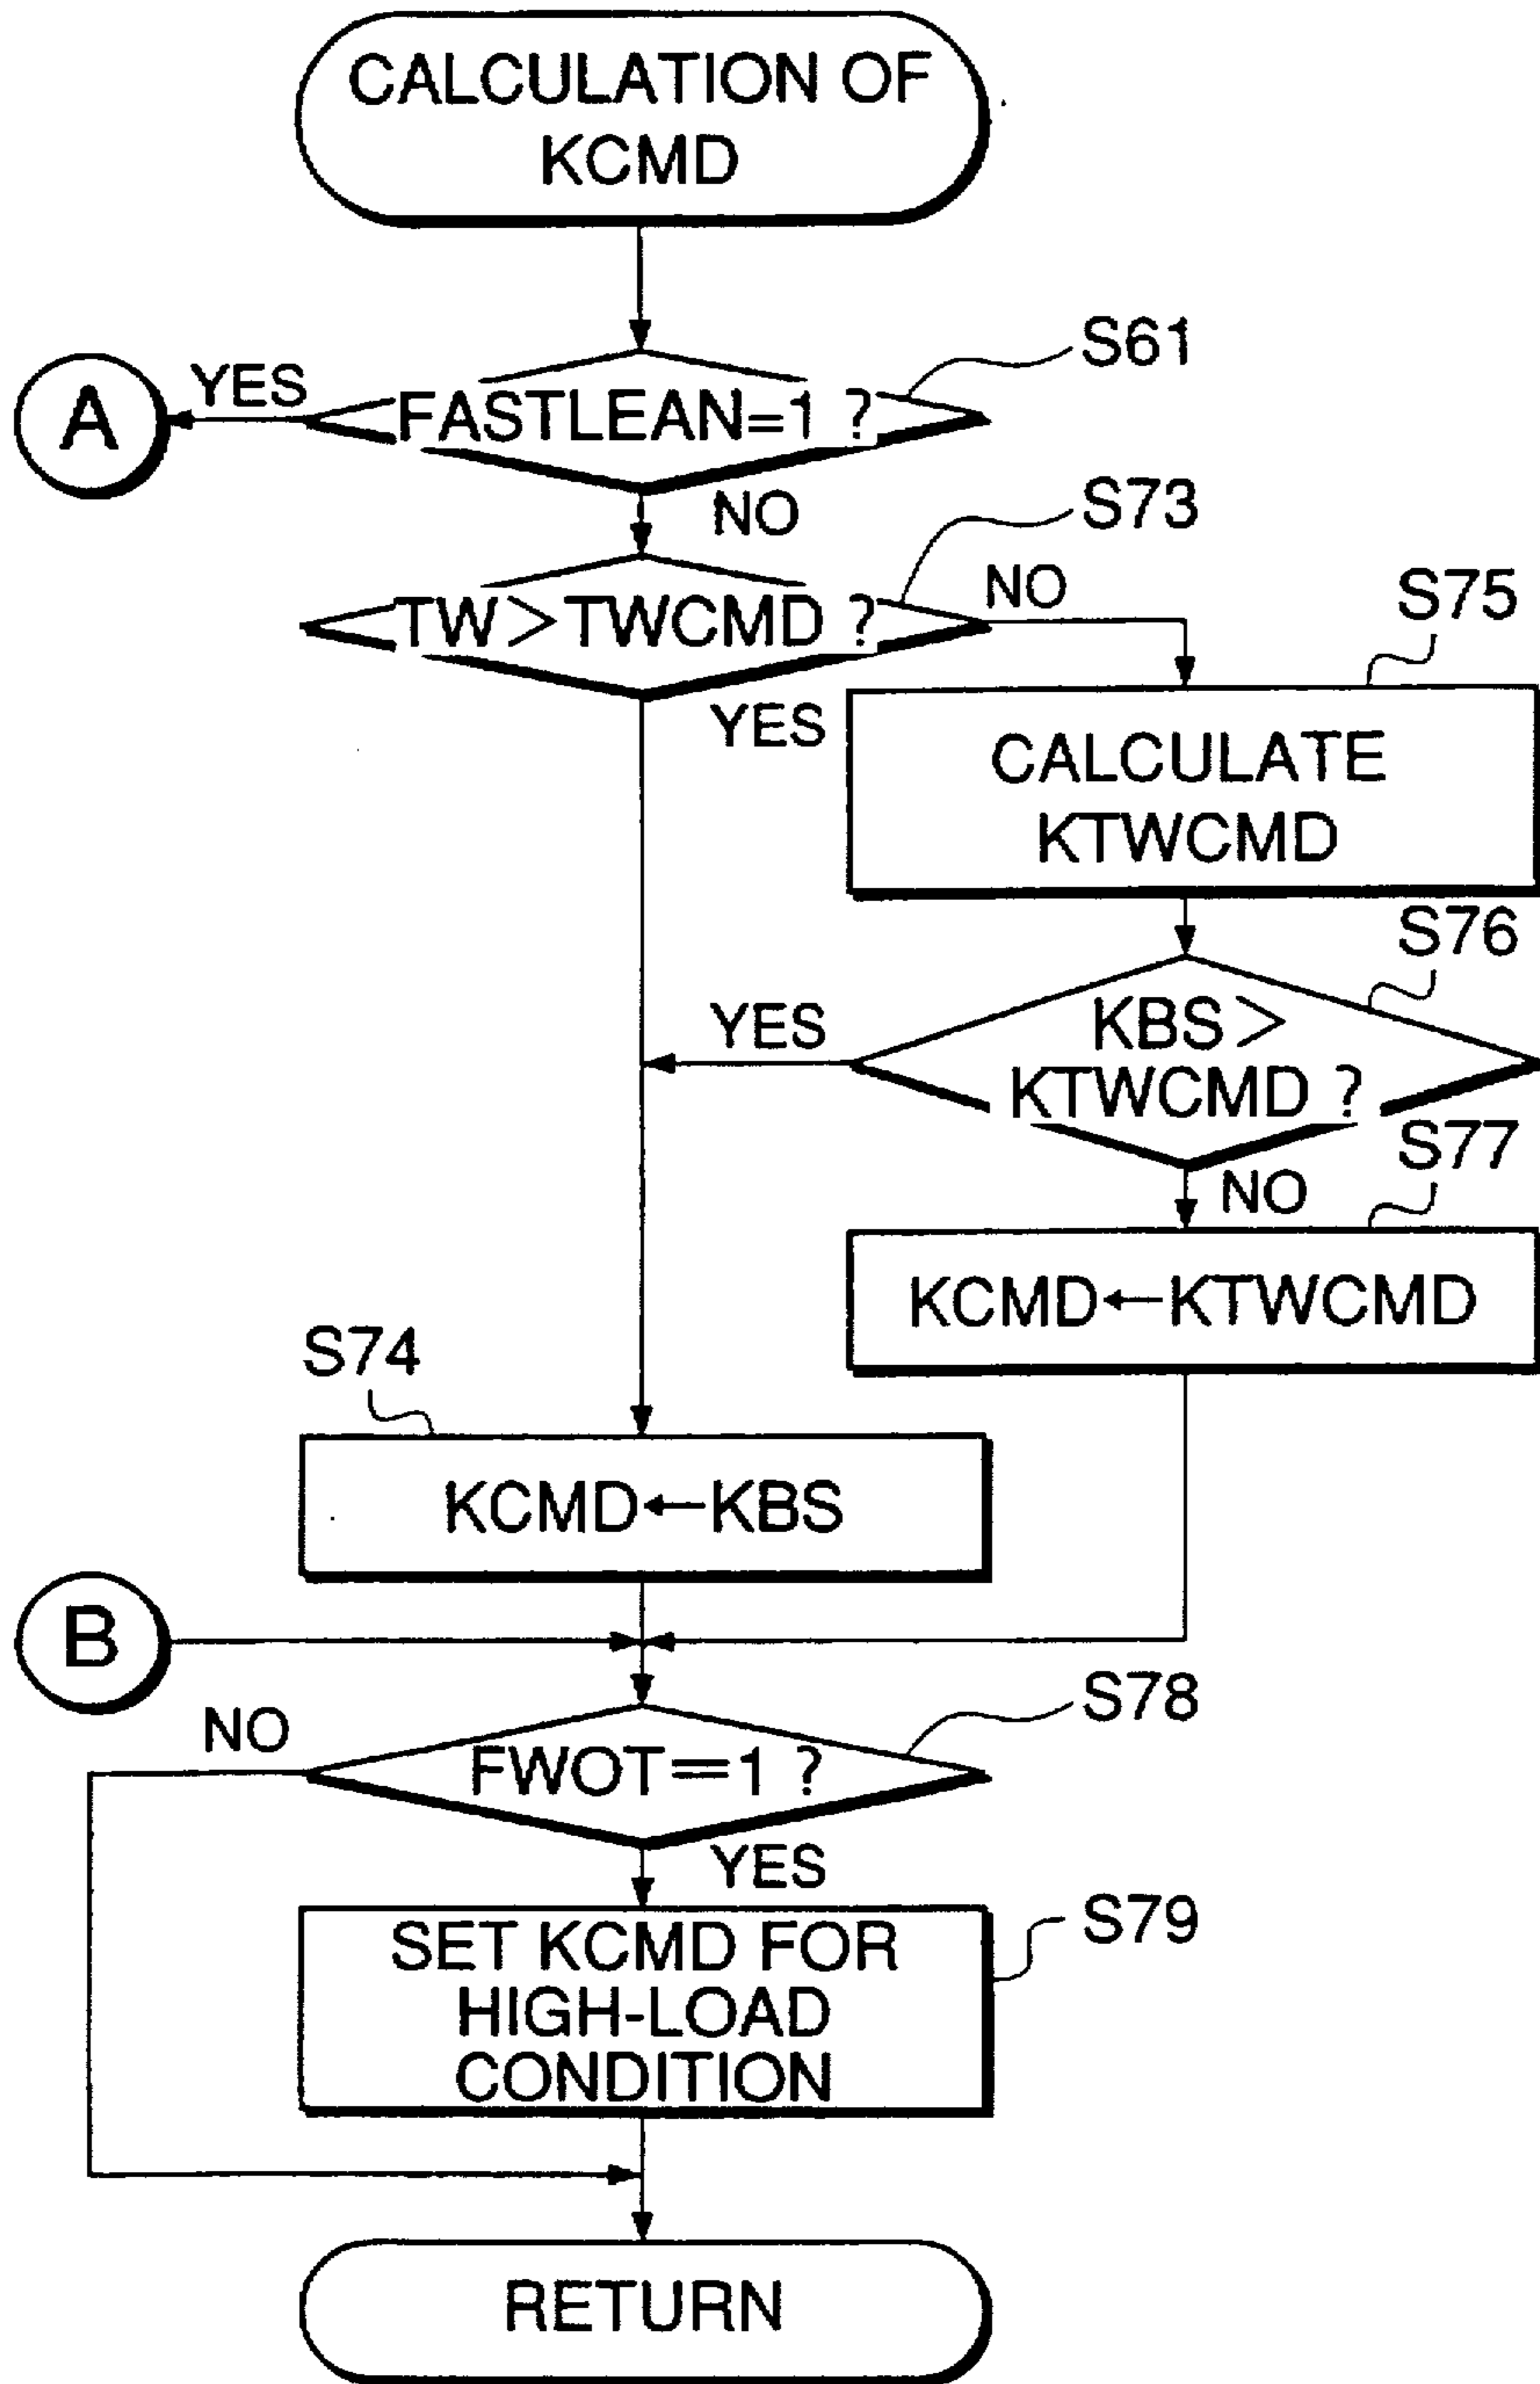 CALCULATION OF
KCMD
S61
A
YES
FASTLEAN=1 ?
NO
S73
TW>TWCMD ?
NO
S75
YES
CALCULATE
KTWCMD
S76
YES
KBS>
KTWCMD ?
S77
NO
KCMD←KTWCMD
S74
KCMD←KBS
B
S78
NO
FWOT=1 ?
YES
S79
SET KCMD FOR
HIGH-LOAD
CONDITION
RETURN